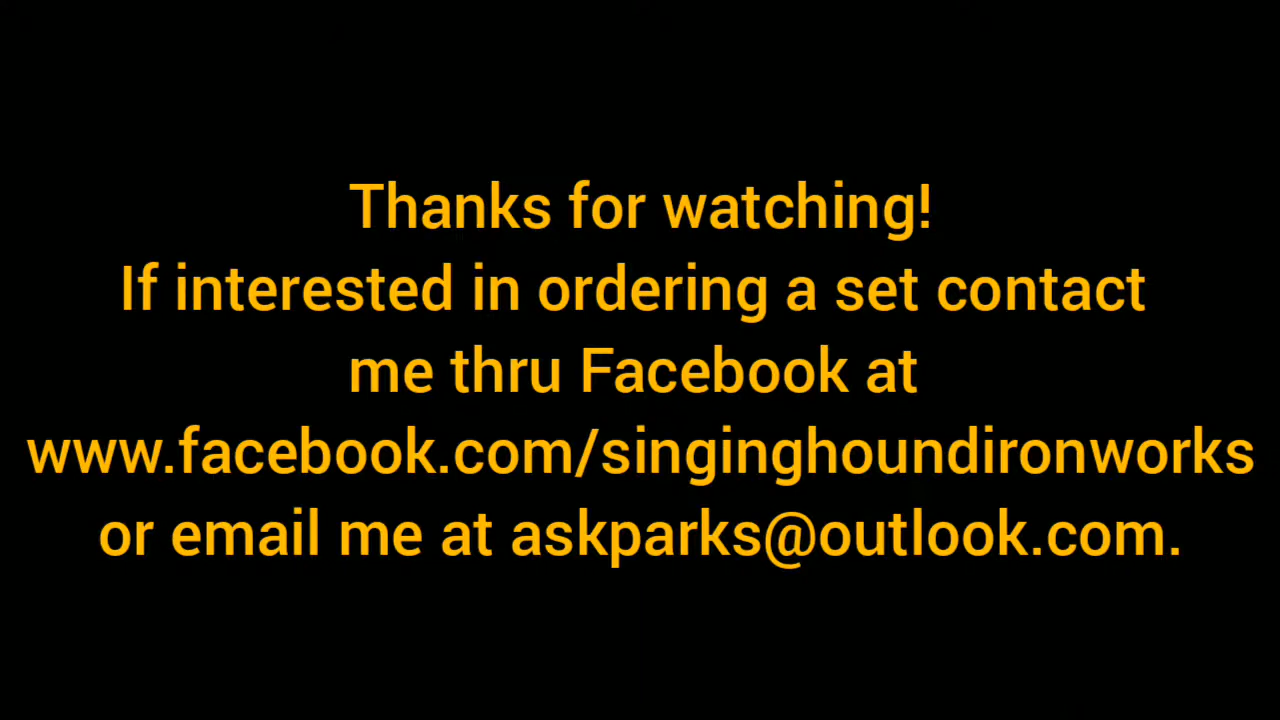 Thanks for watching!
If interested in ordering a set contact
me thru Facebook at
www.facebook.com/singinghoundironworks
or email me at askparks@outlook.com.